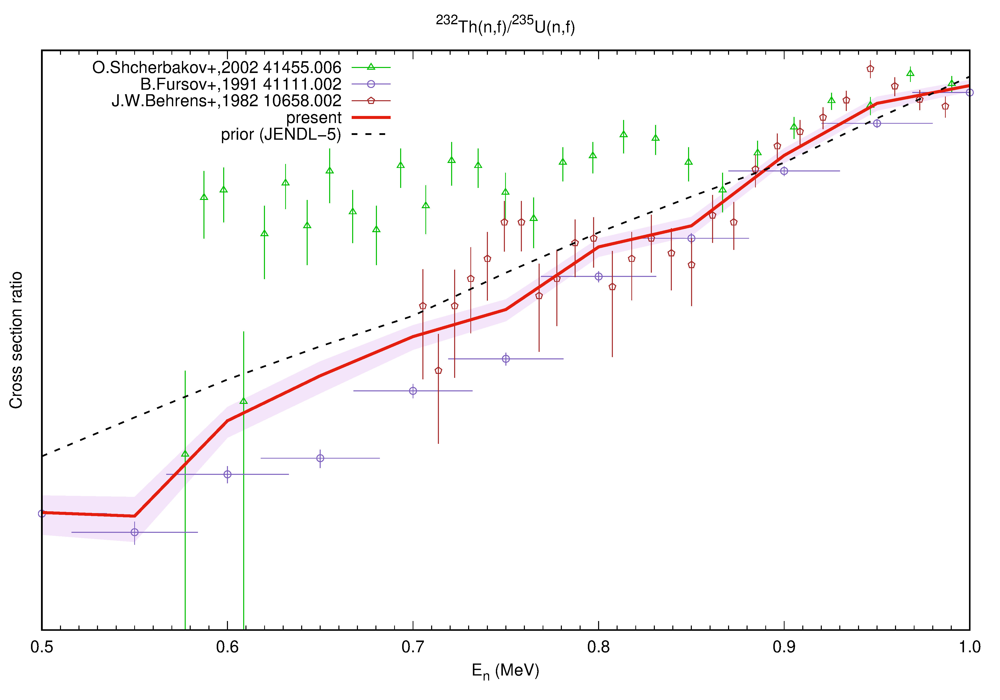 ²³²Th(n,f)/²³⁵U(n,f)
O.Shcherbakov+,2002 41455.006
B.Fursov+,1991 41111.002
J.W.Behrens+,1982 10658.002
present
prior (JENDL−5)
Cross section ratio
0.5 0.6 0.7 0.8 0.9 1.0
Eₙ (MeV)